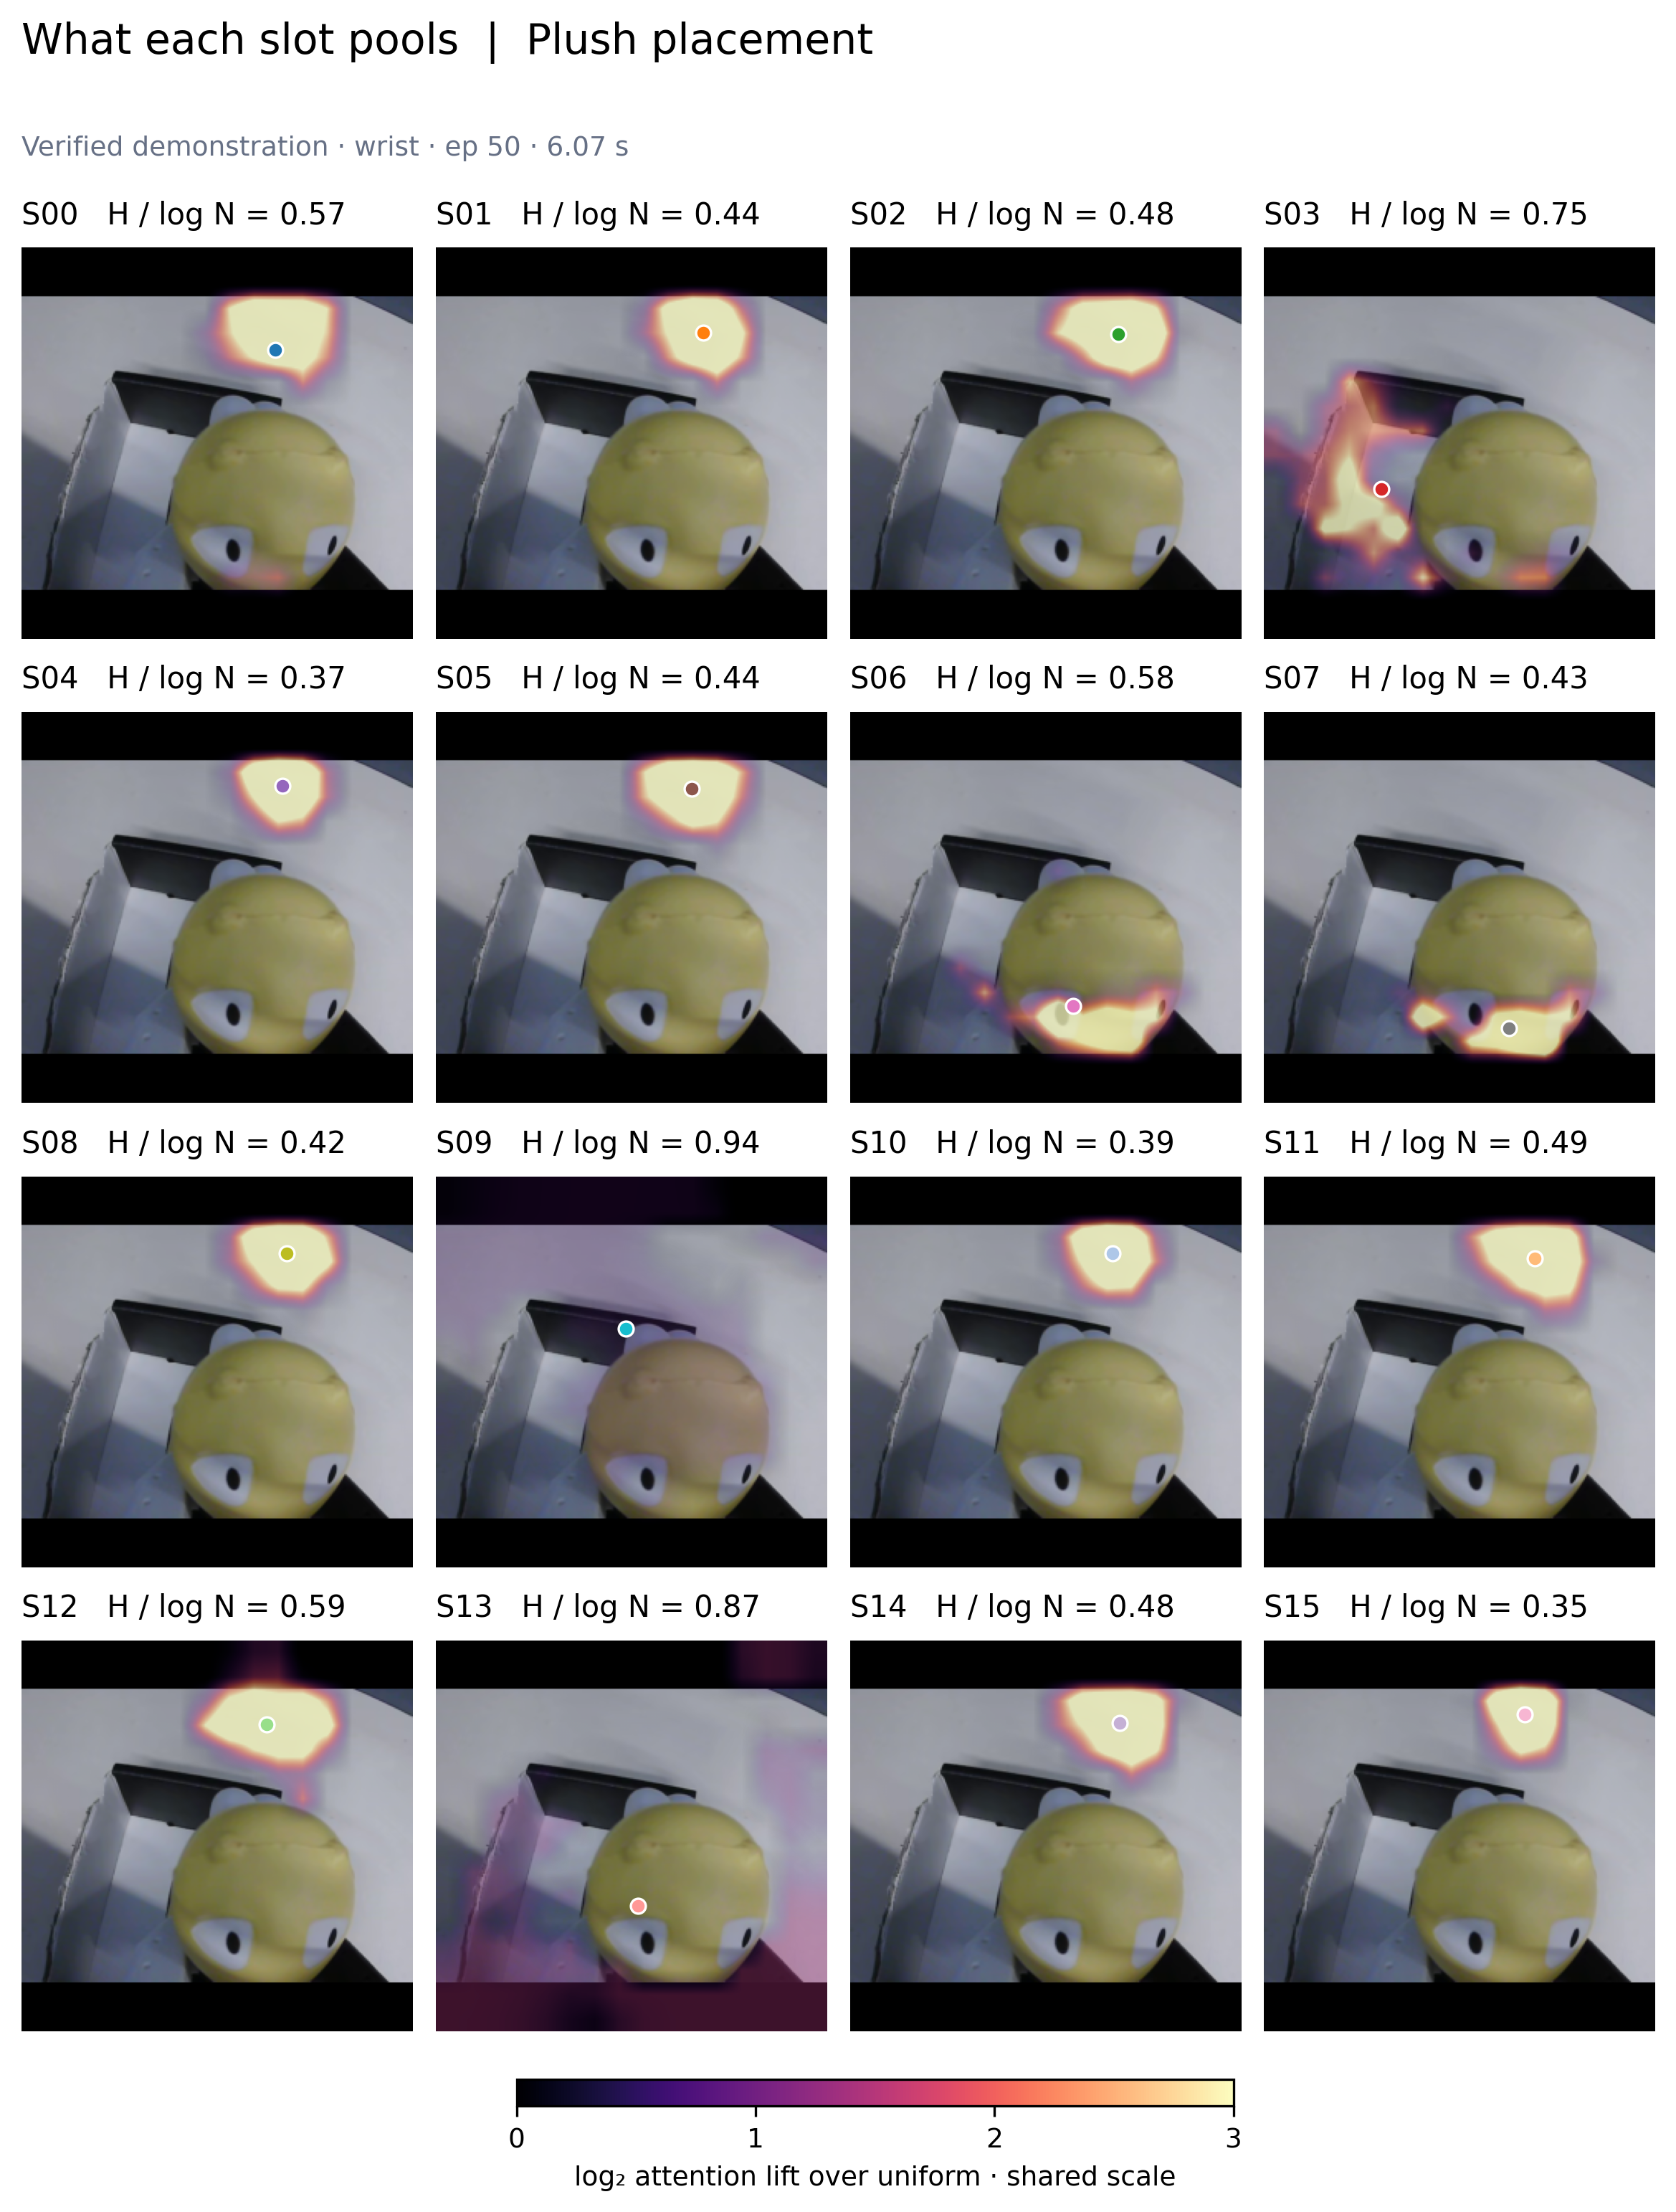 What each slot pools | Plush placement
Verified demonstration · wrist · ep 50 · 6.07 s
S00 H / log N = 0.57
S01 H / log N = 0.44
S02 H / log N = 0.48
S03 H / log N = 0.75
S04 H / log N = 0.37
S05 H / log N = 0.44
S06 H / log N = 0.58
S07 H / log N = 0.43
S08 H / log N = 0.42
S09 H / log N = 0.94
S10 H / log N = 0.39
S11 H / log N = 0.49
S12 H / log N = 0.59
S13 H / log N = 0.87
S14 H / log N = 0.48
S15 H / log N = 0.35
0 1 2 3
log₂ attention lift over uniform · shared scale